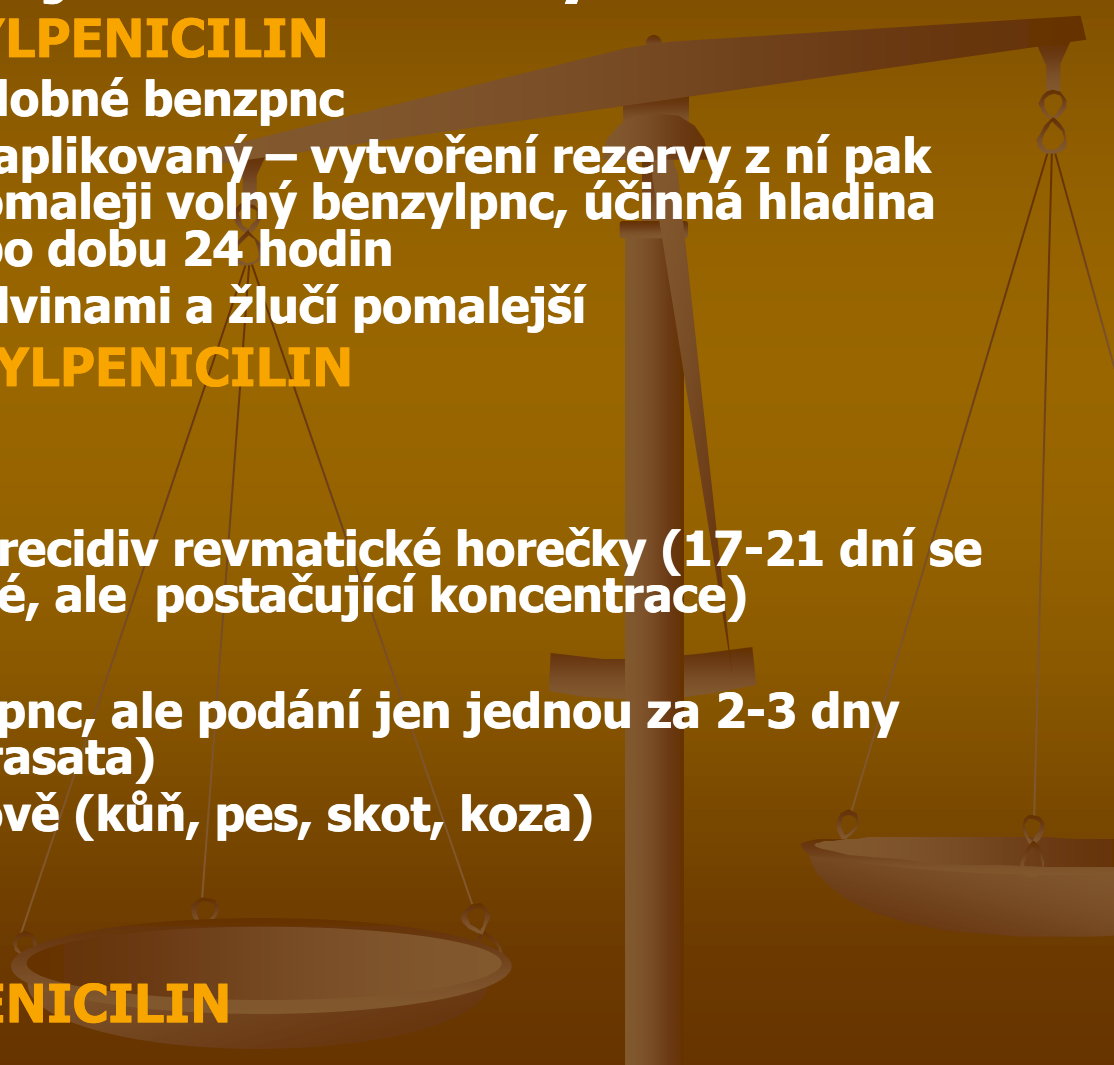 YLPENICILIN
dobné benzpnc
aplikovaný – vytvoření rezervy z ní pak
omaleji volný benzylpnc, účinná hladina
po dobu 24 hodin
dvinami a žlučí pomalejší
YLPENICILIN
recidiv revmatické horečky (17-21 dní se
é, ale postačující koncentrace)
pnc, ale podání jen jednou za 2-3 dny
rasata)
ově (kůň, pes, skot, koza)
ENICILIN